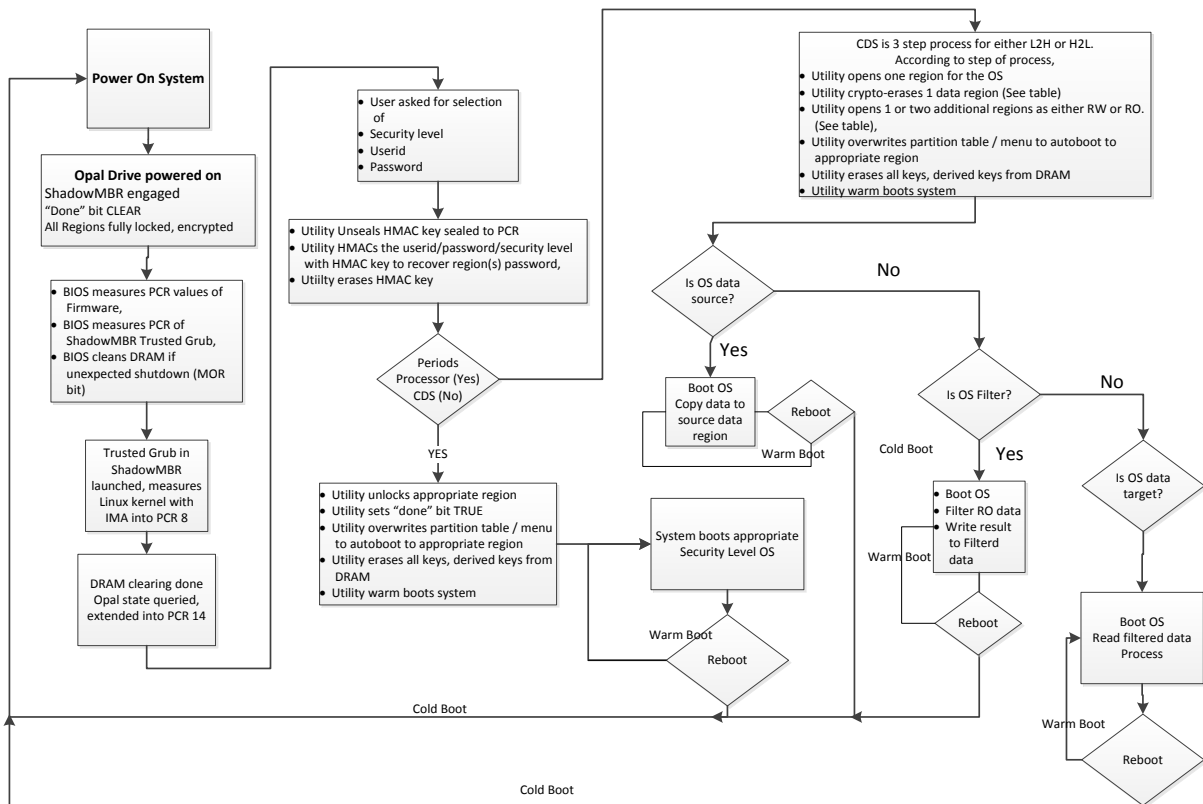 Power On System
Opal Drive powered on
ShadowMBR engaged
“Done” bit CLEAR
All Regions fully locked, encrypted
• BIOS measures PCR values of
Firmware,
• BIOS measures PCR of
ShadowMBR Trusted Grub,
• BIOS cleans DRAM if
unexpected shutdown (MOR
bit)
Trusted Grub in
ShadowMBR
launched, measures
Linux kernel with
IMA into PCR 8
DRAM clearing done
Opal state queried,
extended into PCR 14
• User asked for selection
of
• Security level
• Userid
• Password
• Utility Unseals HMAC key sealed to PCR
• Utility HMACs the userid/password/security level
with HMAC key to recover region(s) password,
• Utiilty erases HMAC key
Periods
Processor (Yes)
CDS (No)
YES
• Utility unlocks appropriate region
• Utility sets “done” bit TRUE
• Utility overwrites partition table / menu
to autoboot to appropriate region
• Utility erases all keys, derived keys from
DRAM
• Utility warm boots system
System boots appropriate
Security Level OS
Warm Boot
Reboot
CDS is 3 step process for either L2H or H2L.
According to step of process,
• Utility opens one region for the OS
• Utility crypto-erases 1 data region (See table)
• Utility opens 1 or two additional regions as either RW or RO.
(See table),
• Utility overwrites partition table / menu to autoboot to
appropriate region
• Utility erases all keys, derived keys from DRAM
• Utility warm boots system
Is OS data
source?
No
Yes
Boot OS
Copy data to
source data
region
Reboot
Warm Boot
Is OS Filter?
No
Cold Boot
Yes
• Boot OS
• Filter RO data
• Write result
to Filterd
data
Warm Boot
Reboot
Is OS data
target?
Boot OS
Read filtered data
Process
Warm Boot
Reboot
Cold Boot
Cold Boot